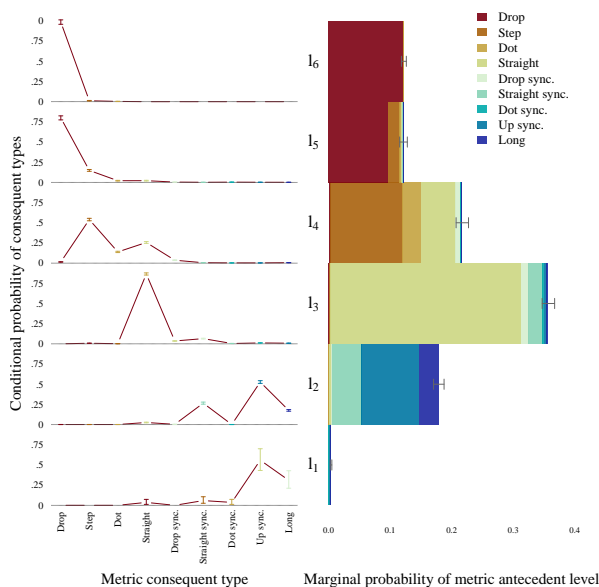 Conditional probability of consequent types
.75
.5
.25
0
.75
.5
.25
0
.75
.5
.25
0
.75
.5
.25
0
.75
.5
.25
0
.75
.5
.25
0
Drop
Step
Dot
Straight
Drop sync.
Straight sync.
Dot sync.
Up sync.
Long
Metric consequent type
Drop
Step
Dot
Straight
Drop sync.
Straight sync.
Dot sync.
Up sync.
Long
l6
l5
l4
l3
l2
l1
0.0
0.1
0.2
0.3
0.4
Marginal probability of metric antecedent level